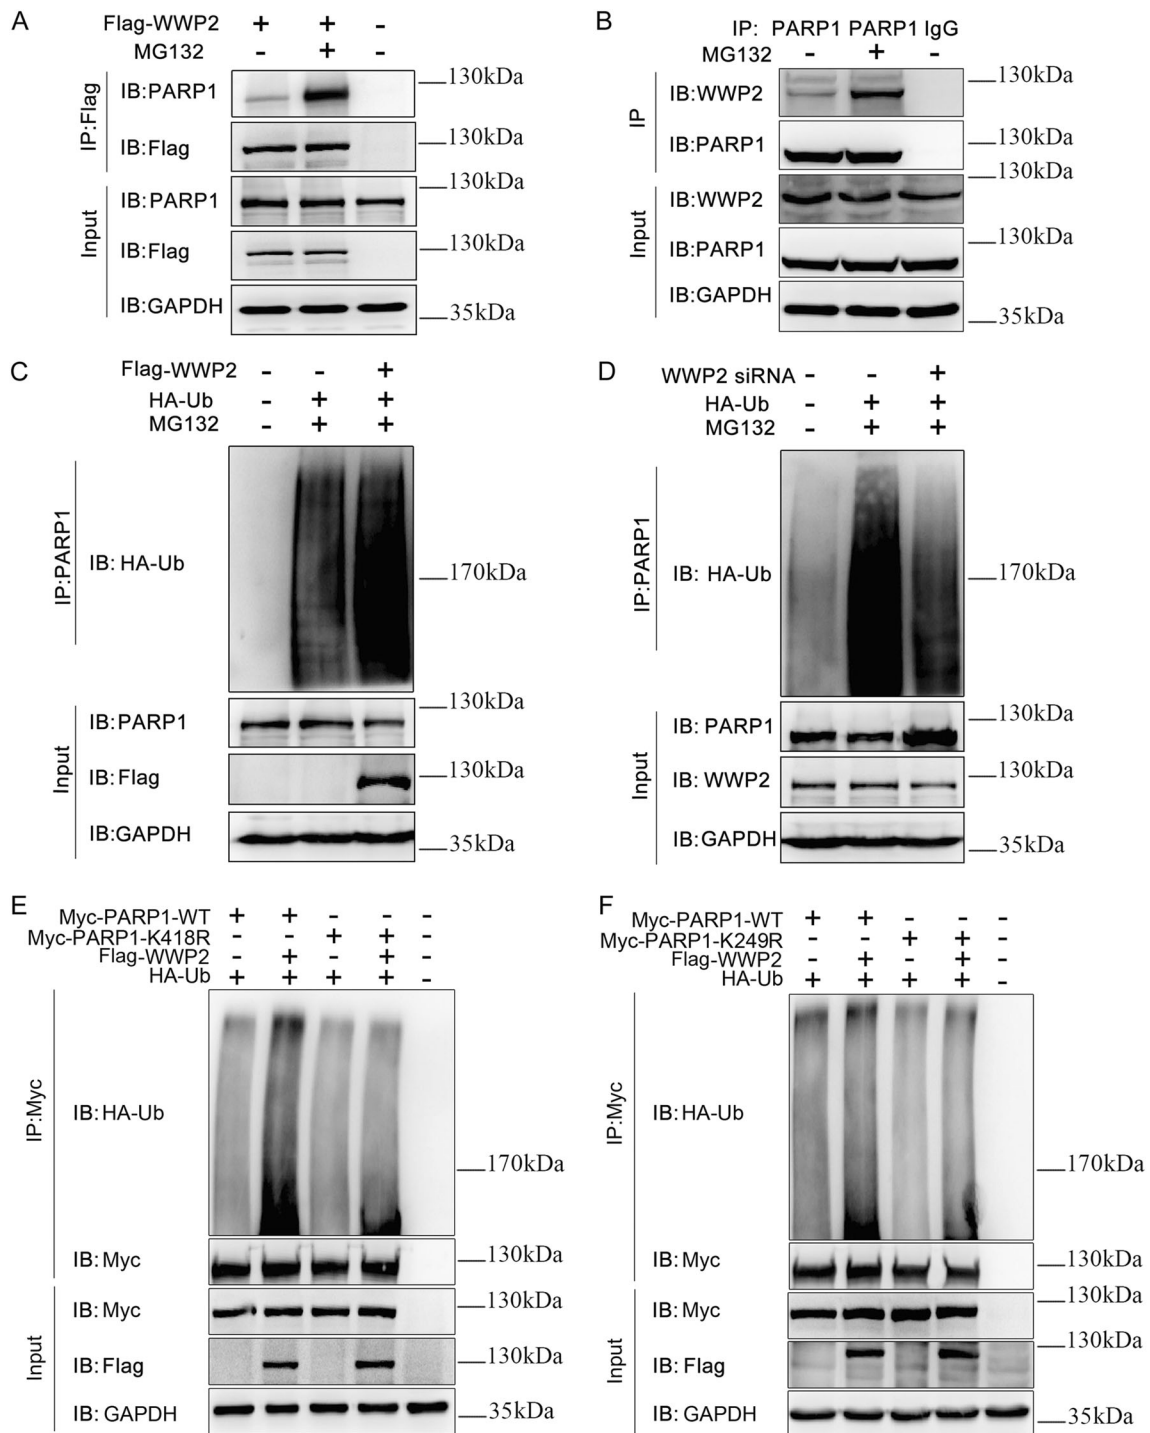 A
Flag-WWP2 + + -
MG132 - + -
IP:Flag
IB:PARP1 130kDa
IB:Flag 130kDa
Input
IB:PARP1 130kDa
IB:Flag 130kDa
IB:GAPDH 35kDa
B
IP: PARP1 PARP1 IgG
MG132 - + -
IP
IB:WWP2 130kDa
IB:PARP1 130kDa
Input
IB:WWP2 130kDa
IB:PARP1 130kDa
IB:GAPDH 35kDa
C
Flag-WWP2 - - +
HA-Ub - + +
MG132 - + +
IP:PARP1
IB: HA-Ub 170kDa
Input
IB:PARP1 130kDa
IB:Flag 130kDa
IB:GAPDH 35kDa
D
WWP2 siRNA - - +
HA-Ub - + +
MG132 - + +
IP:PARP1
IB: HA-Ub 170kDa
Input
IB: PARP1 130kDa
IB: WWP2 130kDa
IB:GAPDH 35kDa
E
Myc-PARP1-WT + + - - -
Myc-PARP1-K418R - - + + -
Flag-WWP2 - + - + -
HA-Ub + + + + -
IP:Myc
IB: HA-Ub 170kDa
IB: Myc 130kDa
Input
IB: Myc 130kDa
IB: Flag 130kDa
IB: GAPDH 35kDa
F
Myc-PARP1-WT + + - - -
Myc-PARP1-K249R - - + + -
Flag-WWP2 - + - + -
HA-Ub + + + + -
IP:Myc
IB: HA-Ub 170kDa
IB: Myc 130kDa
Input
IB: Myc 130kDa
IB: Flag 130kDa
IB: GAPDH 35kDa